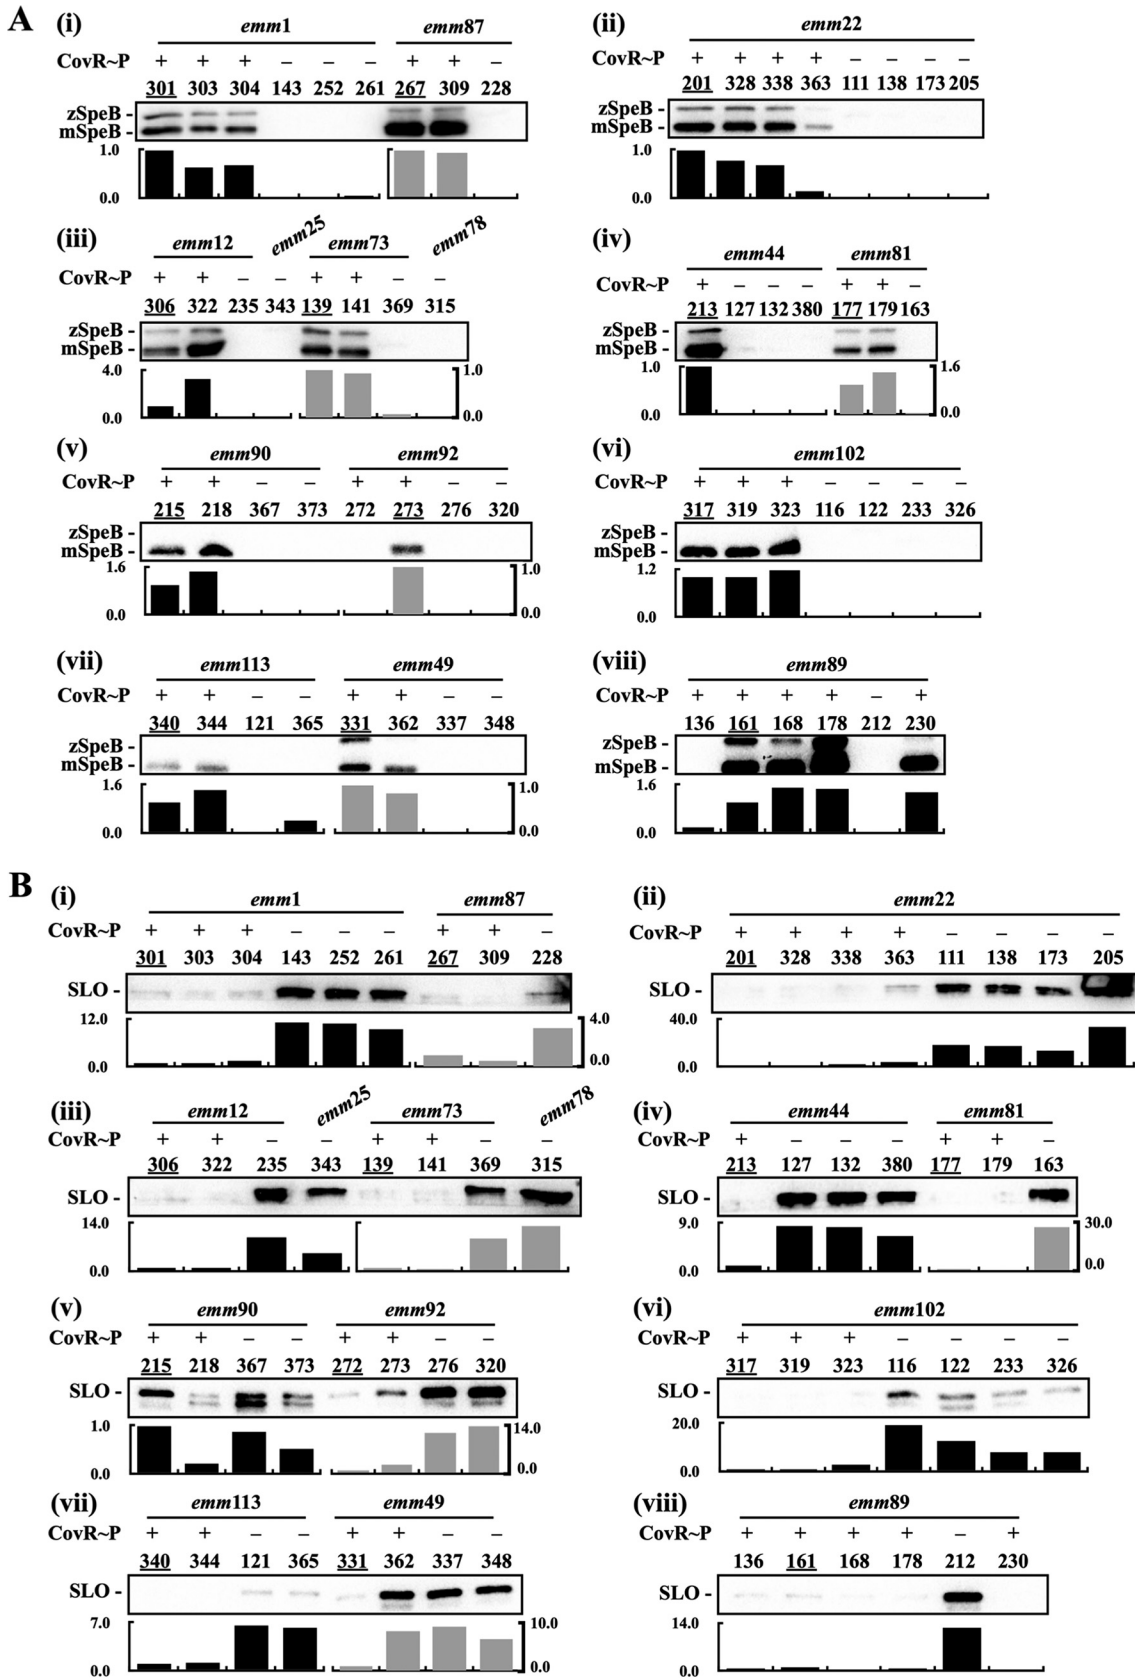 A
(i) emm1 emm87
CovR~P + + + – – – + + –
301 303 304 143 252 261 267 309 228
zSpeB -
mSpeB -
1.0
0.0
(ii) emm22
CovR~P + + + + – – – –
201 328 338 363 111 138 173 205
zSpeB -
mSpeB -
1.0
0.0
(iii) emm12 emm25 emm73 emm78
CovR~P + + – – + + – –
306 322 235 343 139 141 369 315
zSpeB -
mSpeB -
4.0 1.0
0.0 0.0
(iv) emm44 emm81
CovR~P + – – – + + –
213 127 132 380 177 179 163
zSpeB -
mSpeB -
1.0 1.6
0.0 0.0
(v) emm90 emm92
CovR~P + + – – + + – –
215 218 367 373 272 273 276 320
zSpeB -
mSpeB -
1.6 1.0
0.0 0.0
(vi) emm102
CovR~P + + + – – – –
317 319 323 116 122 233 326
zSpeB -
mSpeB -
1.2
0.0
(vii) emm113 emm49
CovR~P + + – – + + – –
340 344 121 365 331 362 337 348
zSpeB -
mSpeB -
1.6 1.0
0.0 0.0
(viii) emm89
CovR~P + + + + – +
136 161 168 178 212 230
zSpeB -
mSpeB -
1.6
0.0
B
(i) emm1 emm87
CovR~P + + + – – – + + –
301 303 304 143 252 261 267 309 228
SLO -
12.0 4.0
0.0 0.0
(ii) emm22
CovR~P + + + + – – – –
201 328 338 363 111 138 173 205
SLO -
40.0
0.0
(iii) emm12 emm25 emm73 emm78
CovR~P + + – – + + – –
306 322 235 343 139 141 369 315
SLO -
14.0
0.0
(iv) emm44 emm81
CovR~P + – – – + + –
213 127 132 380 177 179 163
SLO -
9.0 30.0
0.0 0.0
(v) emm90 emm92
CovR~P + + – – + + – –
215 218 367 373 272 273 276 320
SLO -
1.0 14.0
0.0 0.0
(vi) emm102
CovR~P + + + – – – –
317 319 323 116 122 233 326
SLO -
20.0
0.0
(vii) emm113 emm49
CovR~P + + – – + + – –
340 344 121 365 331 362 337 348
SLO -
7.0 10.0
0.0 0.0
(viii) emm89
CovR~P + + + + – +
136 161 168 178 212 230
SLO -
14.0
0.0